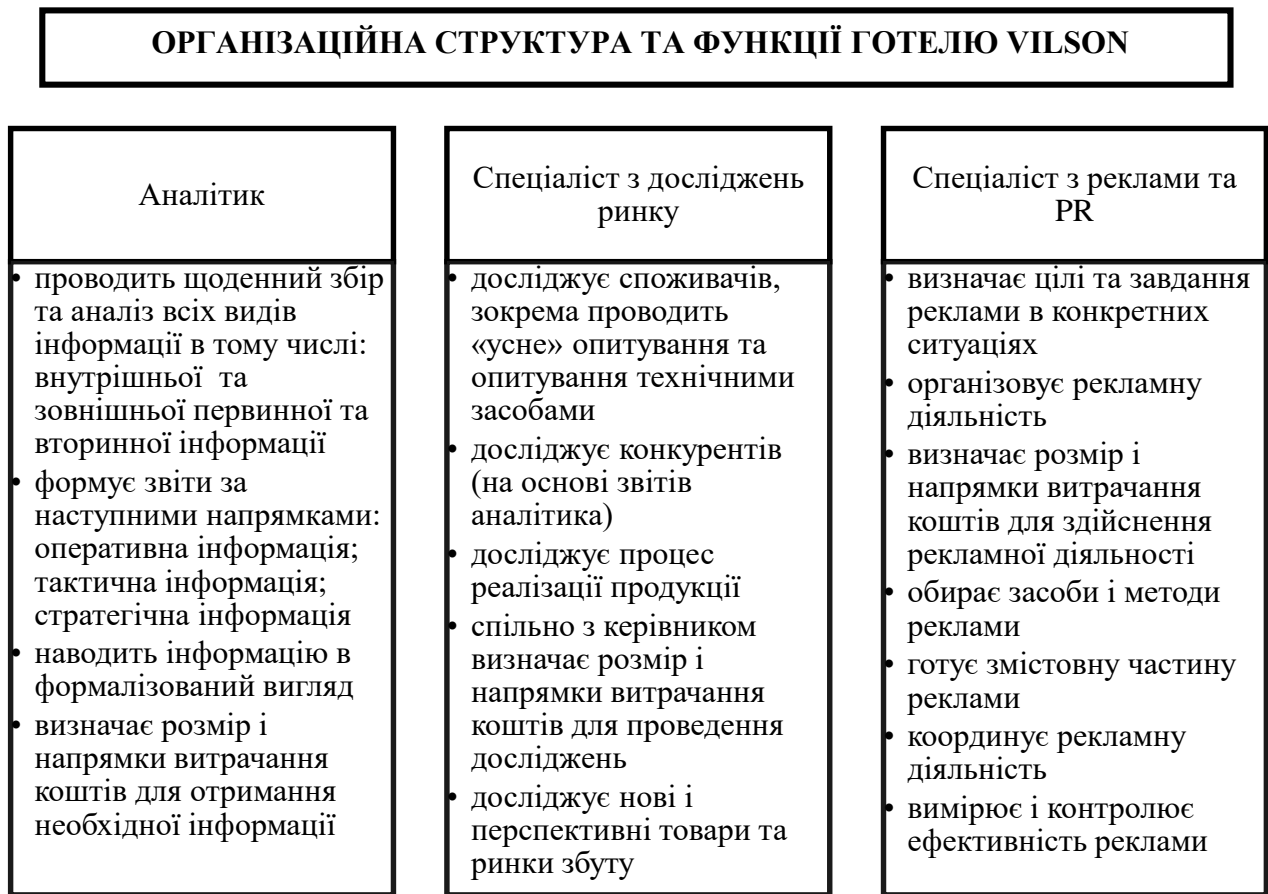 ОРГАНІЗАЦІЙНА СТРУКТУРА ТА ФУНКЦІЇ ГОТЕЛЮ VILSON
Аналітик
• проводить щоденний збір
та аналіз всіх видів
інформації в тому числі:
внутрішньої та
зовнішньої первинної та
вторинної інформації
• формує звіти за
наступними напрямками:
оперативна інформація;
тактична інформація;
стратегічна інформація
• наводить інформацію в
формалізований вигляд
• визначає розмір і
напрямки витрачання
коштів для отримання
необхідної інформації
Спеціаліст з досліджень
ринку
• досліджує споживачів,
зокрема проводить
«усне» опитування та
опитування технічними
засобами
• досліджує конкурентів
(на основі звітів
аналітика)
• досліджує процес
реалізації продукції
• спільно з керівником
визначає розмір і
напрямки витрачання
коштів для проведення
досліджень
• досліджує нові і
перспективні товари та
ринки збуту
Спеціаліст з реклами та
PR
• визначає цілі та завдання
реклами в конкретних
ситуаціях
• організовує рекламну
діяльність
• визначає розмір і
напрямки витрачання
коштів для здійснення
рекламної діяльності
• обирає засоби і методи
реклами
• готує змістовну частину
реклами
• координує рекламну
діяльність
• вимірює і контролює
ефективність реклами